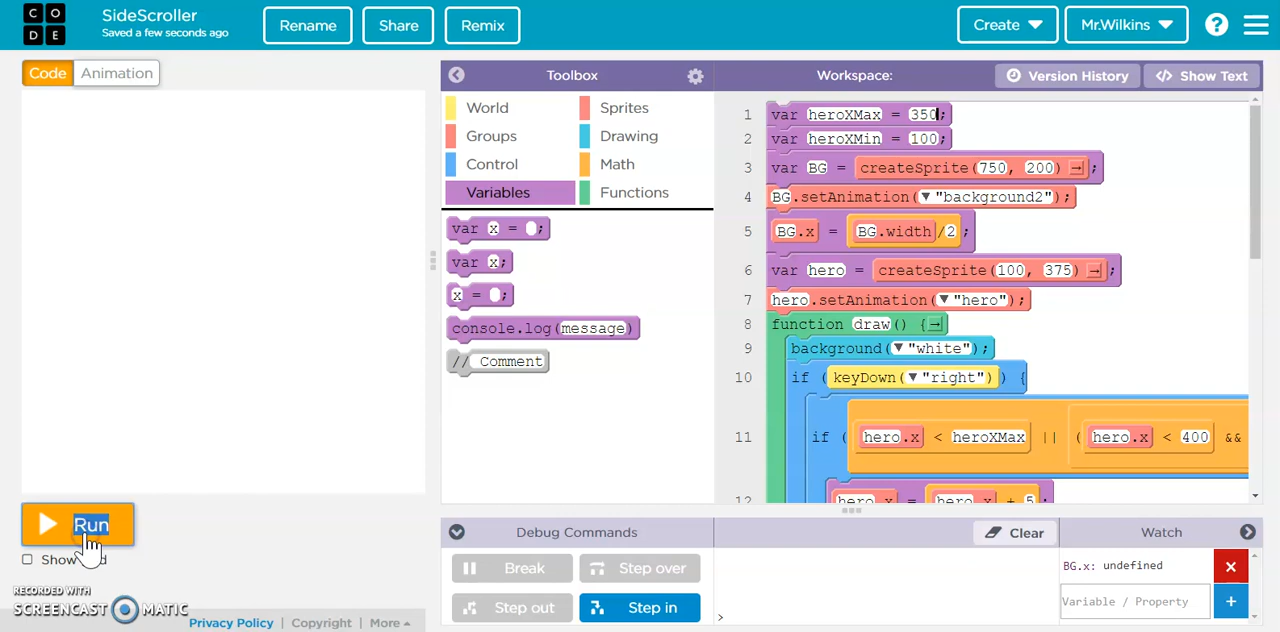 C O
D E
SideScroller
Saved a few seconds ago
Rename
Share
Remix
Create
Mr.Wilkins
?
Code
Animation
Toolbox
Workspace:
Version History
</> Show Text
World
Sprites
Groups
Drawing
Control
Math
Variables
Functions
var x = ;
var x;
x = ;
console.log(message)
// Comment
1 var heroXMax = 350;
2 var heroXMin = 100;
3 var BG = createSprite(750, 200) → ;
4 BG.setAnimation( ▼ "background2");
5 BG.x = BG.width /2 ;
6 var hero = createSprite(100, 375) → ;
7 hero.setAnimation( ▼ "hero");
8 function draw() { →
9 background( ▼ "white");
10 if ( keyDown( ▼ "right") ) {
11 if ( hero.x < heroXMax || ( hero.x < 400 &&
12 hero.x = hero.x + 5 ;
Run
Show
RECORDED WITH
SCREENCAST MATIC
Privacy Policy | Copyright | More
Debug Commands
Clear
Watch
Break
Step over
Step out
Step in
>
BG.x: undefined
Variable / Property
+